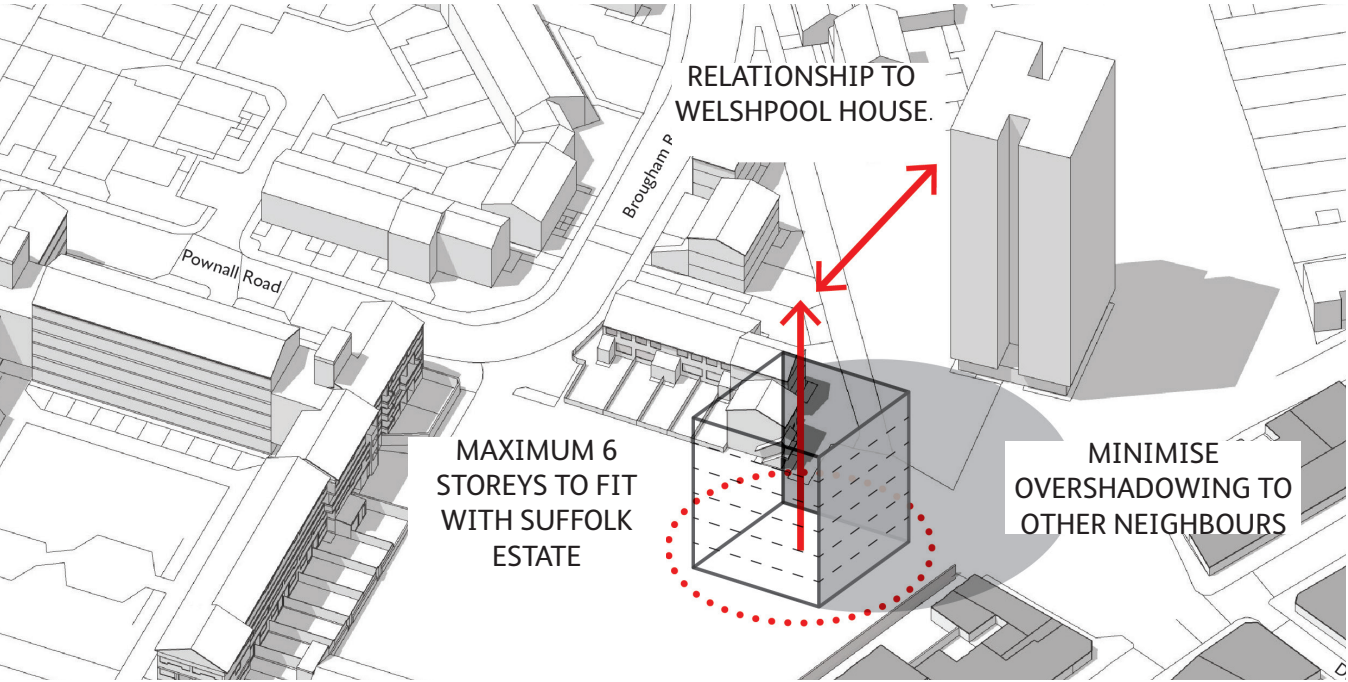 RELATIONSHIP TO
WELSHPOOL HOUSE.
Brougham R
Pownall Road
MAXIMUM 6
STOREYS TO FIT
WITH SUFFOLK
ESTATE
MINIMISE
OVERSHADOWING TO
OTHER NEIGHBOURS